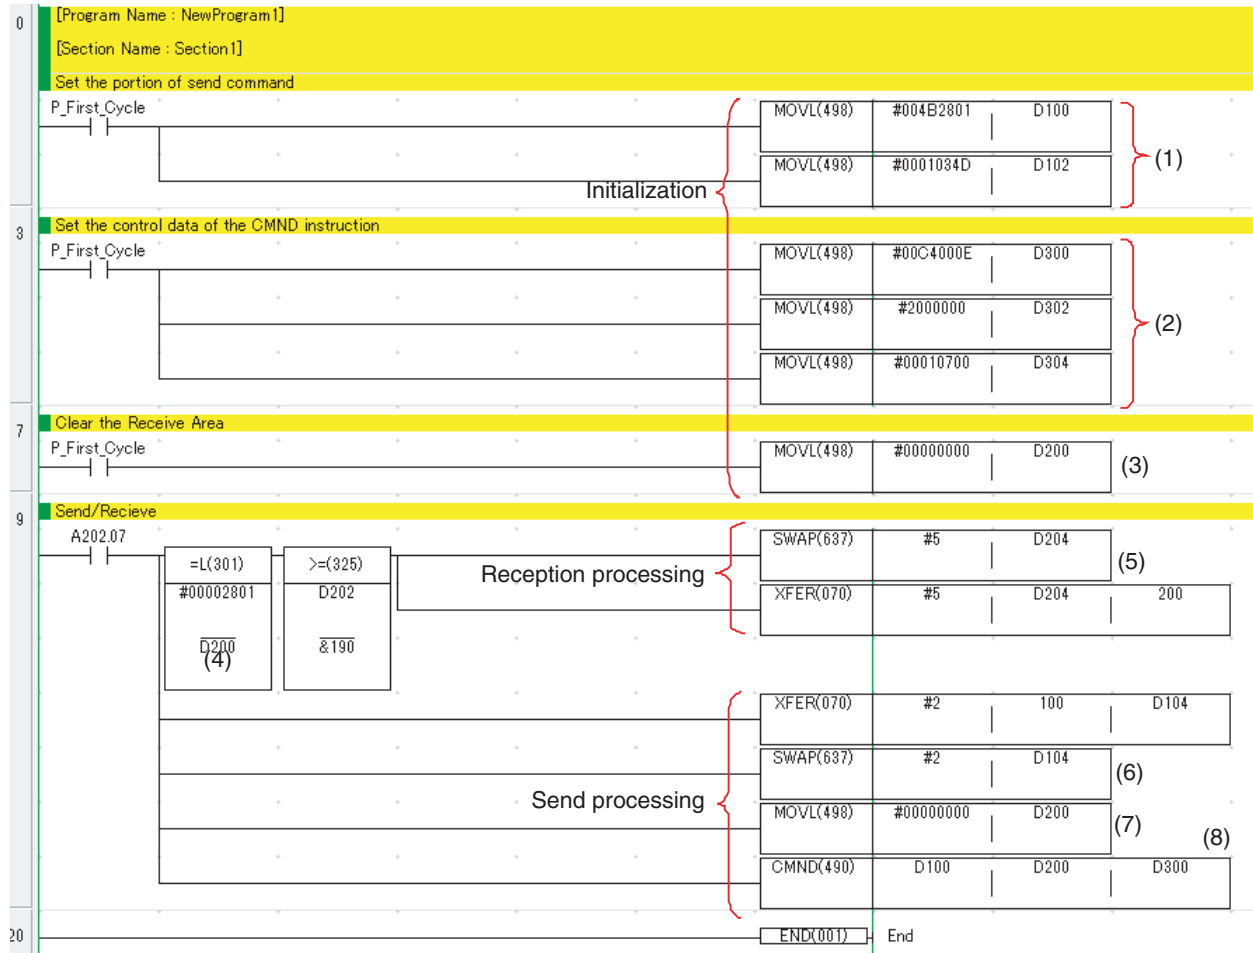 0
[Program Name : NewProgram1]
[Section Name : Section1]
Set the portion of send command
P_First_Cycle
MOVL(498) #004B2801 D100
(1)
MOVL(498) #0001034D D102
Initialization
3
Set the control data of the CMND instruction
P_First_Cycle
MOVL(498) #00C4000E D300
MOVL(498) #2000000 D302
(2)
MOVL(498) #00010700 D304
7
Clear the Receive Area
P_First_Cycle
MOVL(498) #00000000 D200
(3)
9
Send/Recieve
A202.07
=L(301) >=(325)
#00002801 D202
D200 &190
(4)
Reception processing
SWAP(637) #5 D204
(5)
XFER(070) #5 D204 200
XFER(070) #2 100 D104
SWAP(637) #2 D104
(6)
Send processing
MOVL(498) #00000000 D200
(7)
(8)
CMND(490) D100 D200 D300
20
END(001) End